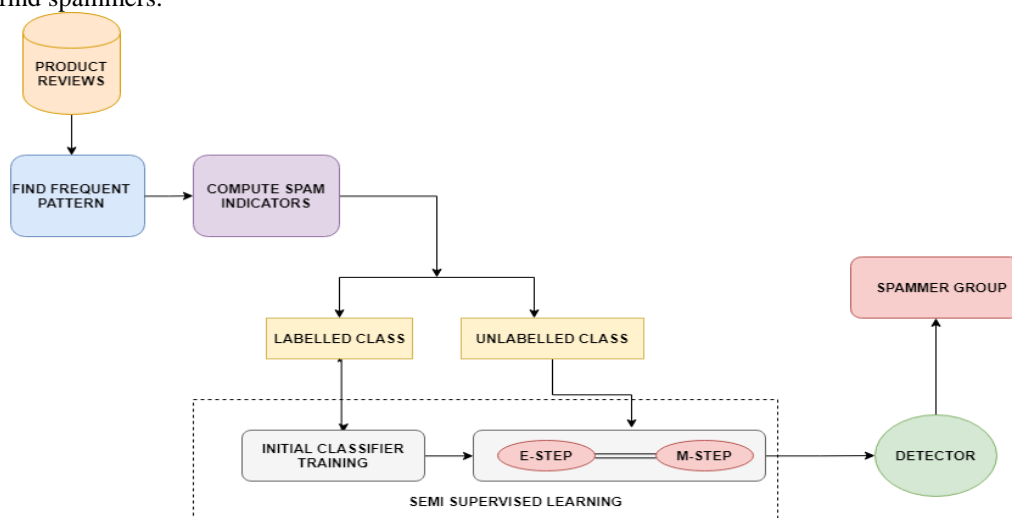 find spammers.
PRODUCT
REVIEWS
FIND FREQUENT
PATTERN
COMPUTE SPAM
INDICATORS
SPAMMER GROUP
LABELLED CLASS
UNLABELLED CLASS
INITIAL CLASSIFIER
TRAINING
E-STEP
M-STEP
DETECTOR
SEMI SUPERVISED LEARNING